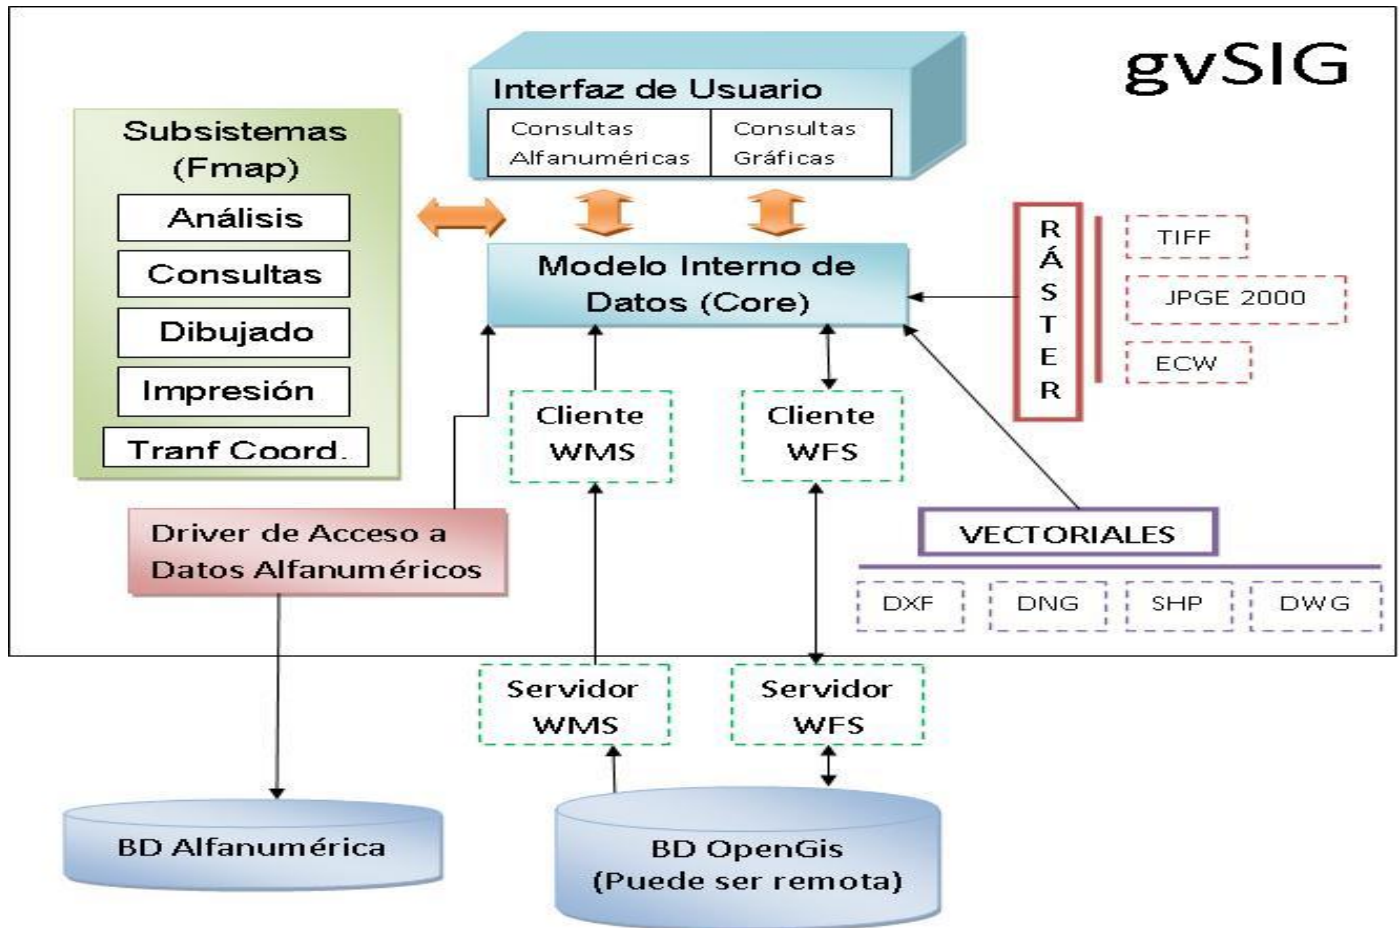 gvSIG
Interfaz de Usuario
Consultas
Alfanuméricas
Consultas
Gráficas
Subsistemas
(Fmap)
Análisis
Consultas
Dibujado
Impresión
Tranf Coord.
Modelo Interno de
Datos (Core)
RÁSTER
TIFF
JPGE 2000
ECW
Cliente
WMS
Cliente
WFS
Driver de Acceso a
Datos Alfanuméricos
VECTORIALES
DXF
DNG
SHP
DWG
Servidor
WMS
Servidor
WFS
BD Alfanumérica
BD OpenGis
(Puede ser remota)